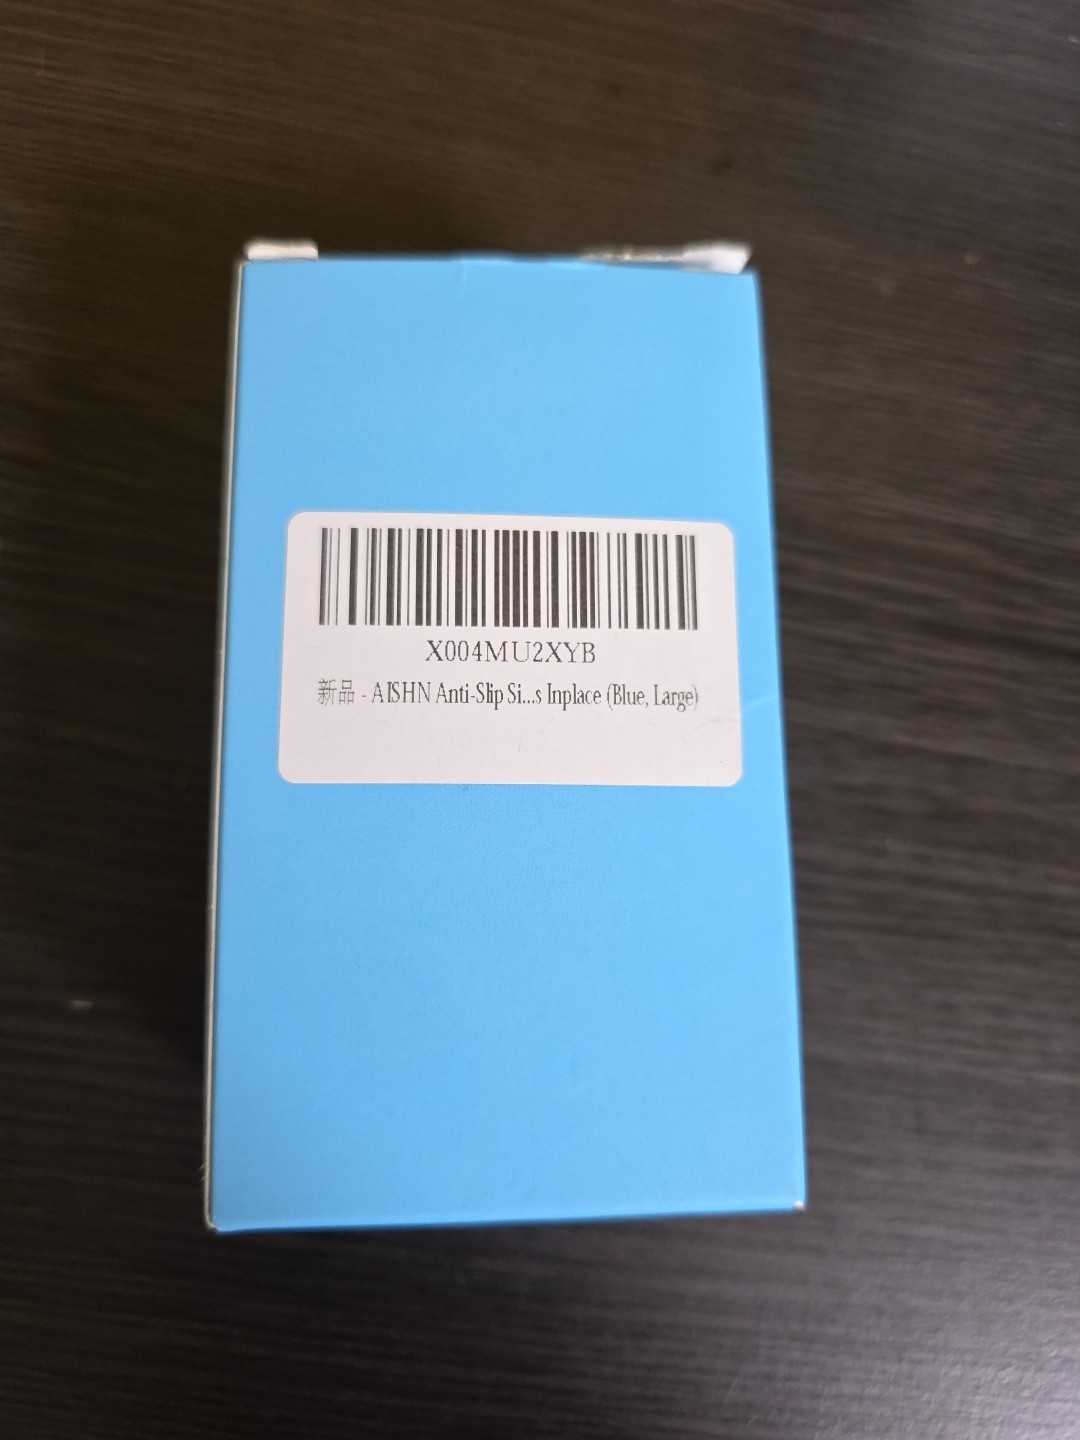 X004MU2XYB
新品 - AISHN Anti-Slip Si...s Inplace (Blue, Large)